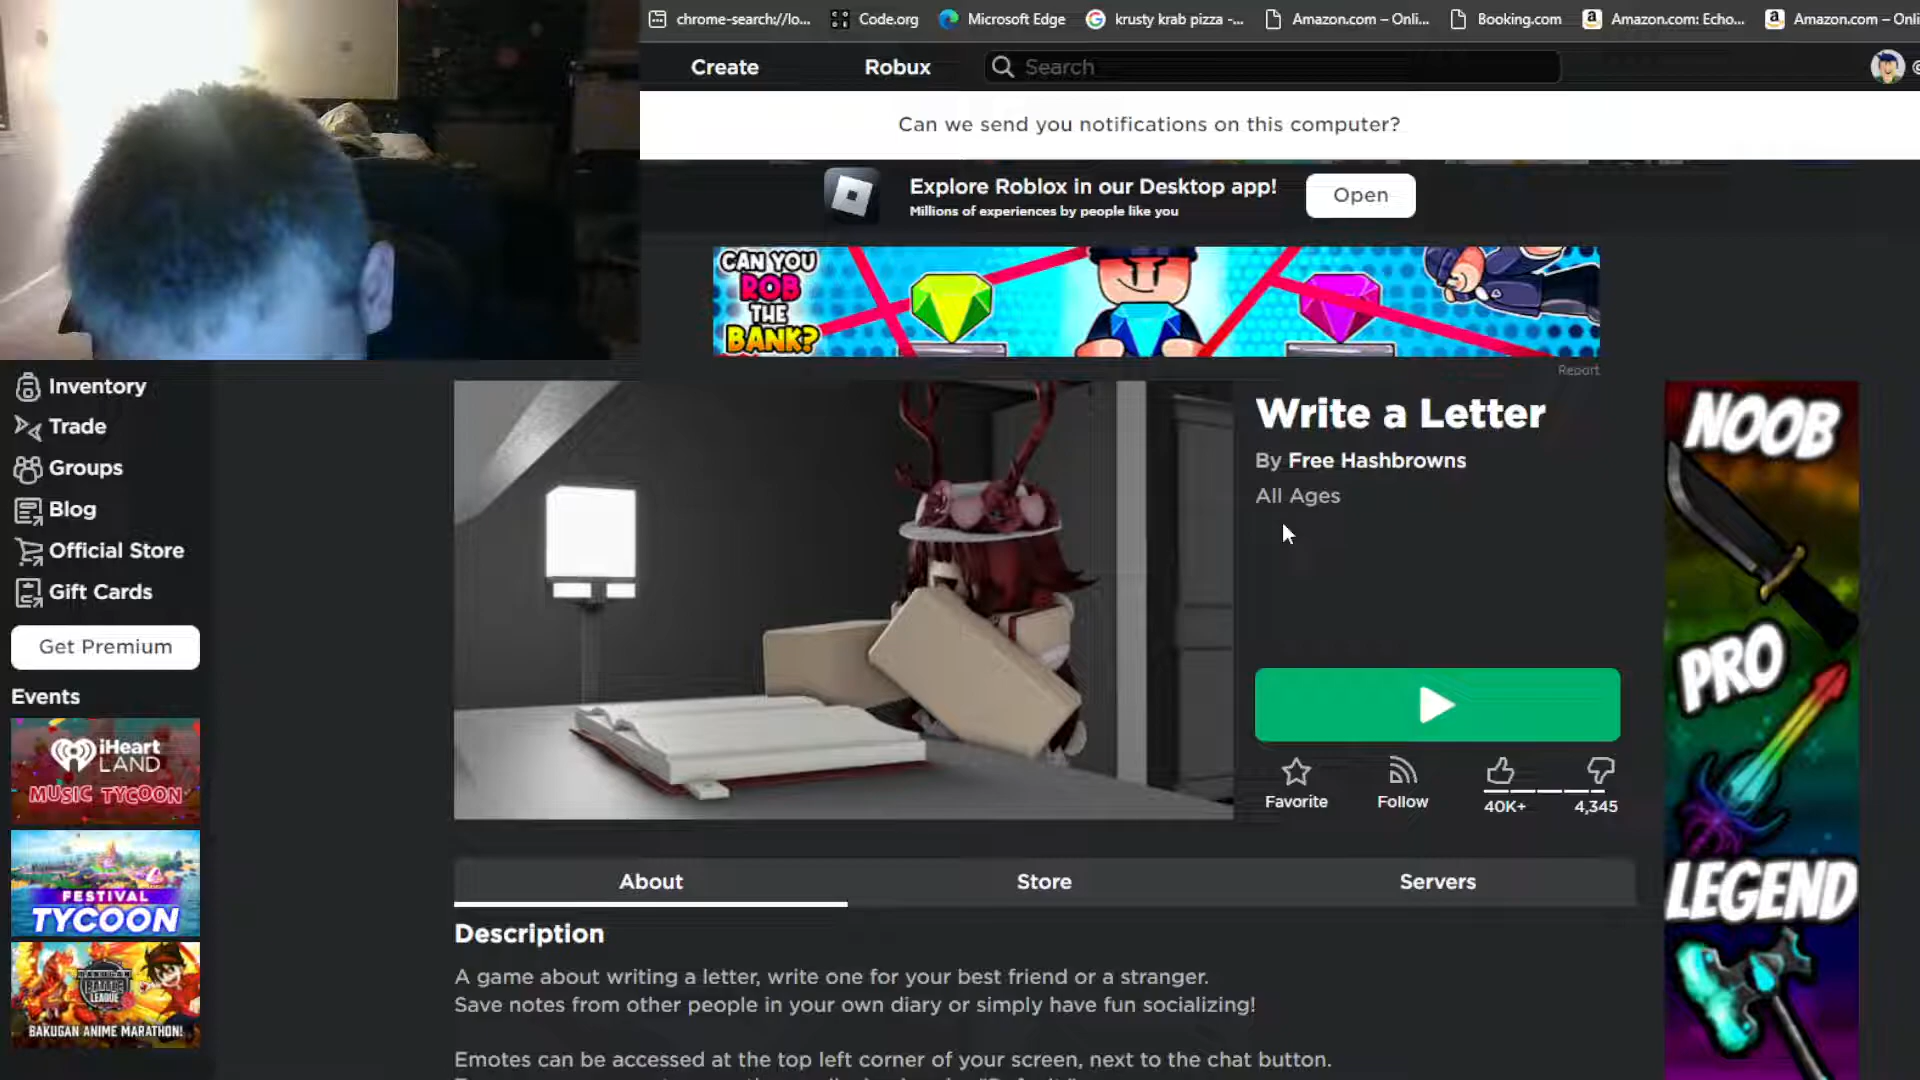 chrome-search://lo...
Code.org
Microsoft Edge
krusty krab pizza -...
Amazon.com – Onli...
Booking.com
Amazon.com: Echo...
Amazon.com – Onli
Create
Robux
Search
Can we send you notifications on this computer?
Explore Roblox in our Desktop app!
Millions of experiences by people like you
Open
CAN YOU
ROB
THE
BANK?
Report
Inventory
Trade
Groups
Blog
Official Store
Gift Cards
Get Premium
Events
iHeart
LAND
MUSIC TYCOON
FESTIVAL
TYCOON
BAKUGAN
BATTLE
LEAGUE
BAKUGAN ANIME MARATHON!
Write a Letter
By Free Hashbrowns
All Ages
Favorite
Follow
40K+
4,345
NOOB
PRO
LEGEND
About
Store
Servers
Description
A game about writing a letter, write one for your best friend or a stranger.
Save notes from other people in your own diary or simply have fun socializing!
Emotes can be accessed at the top left corner of your screen, next to the chat button.